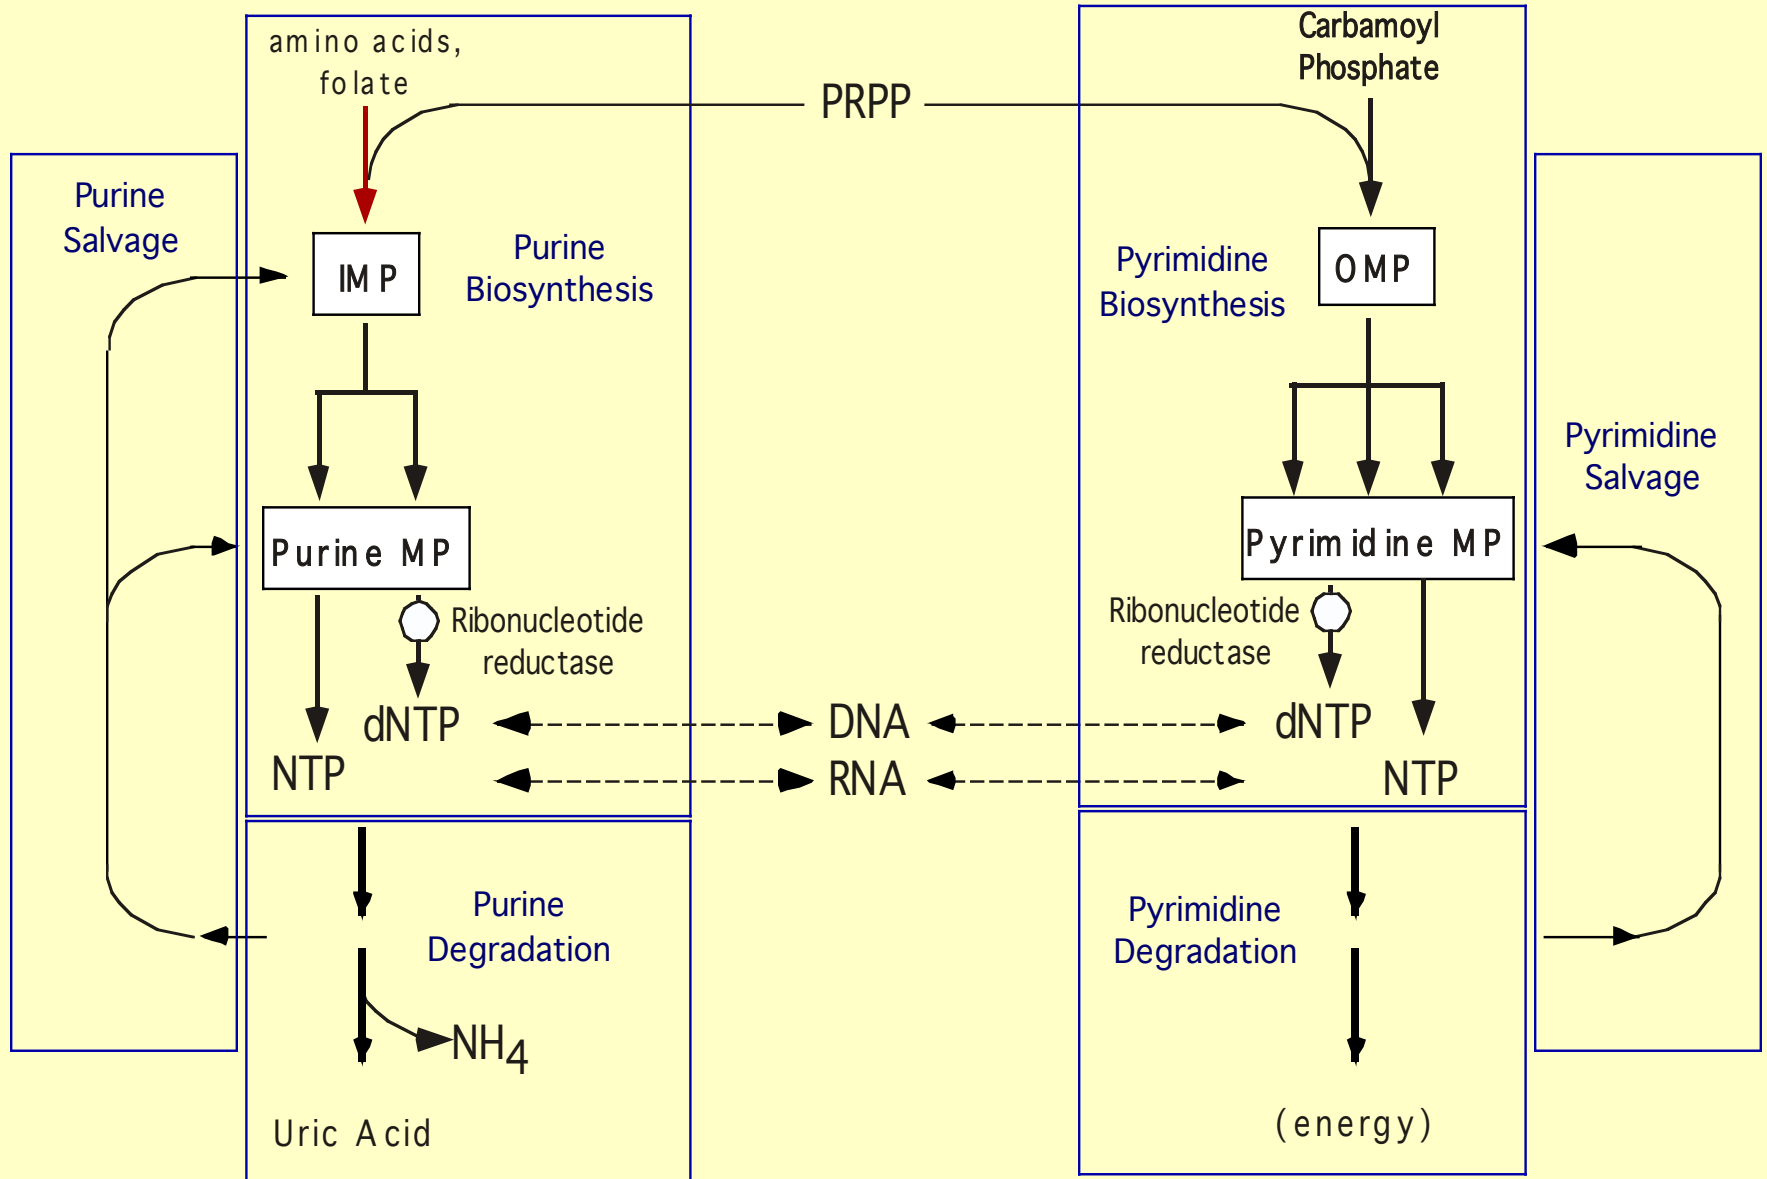 amino acids,
folate
Carbamoyl
Phosphate
PRPP
Purine
Salvage
IMP
Purine
Biosynthesis
Pyrimidine
Biosynthesis
OMP
Pyrimidine
Salvage
Purine MP
Pyrimidine MP
Ribonucleotide
reductase
Ribonucleotide
reductase
dNTP
DNA
dNTP
NTP
RNA
NTP
Purine
Degradation
Pyrimidine
Degradation
NH4
Uric Acid
(energy)